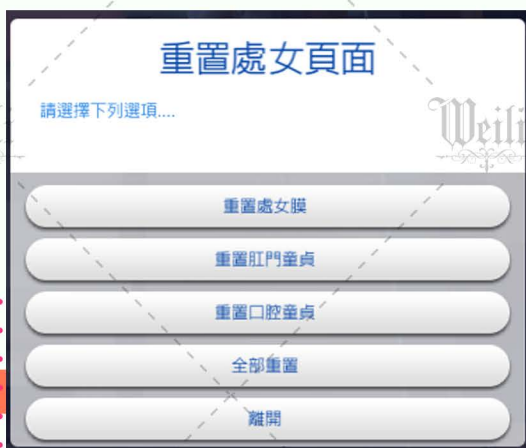 重置處女頁面
請選擇下列選項....
Weili
重置處女膜
重置肛門童貞
重置口腔童貞
全部重置
離開